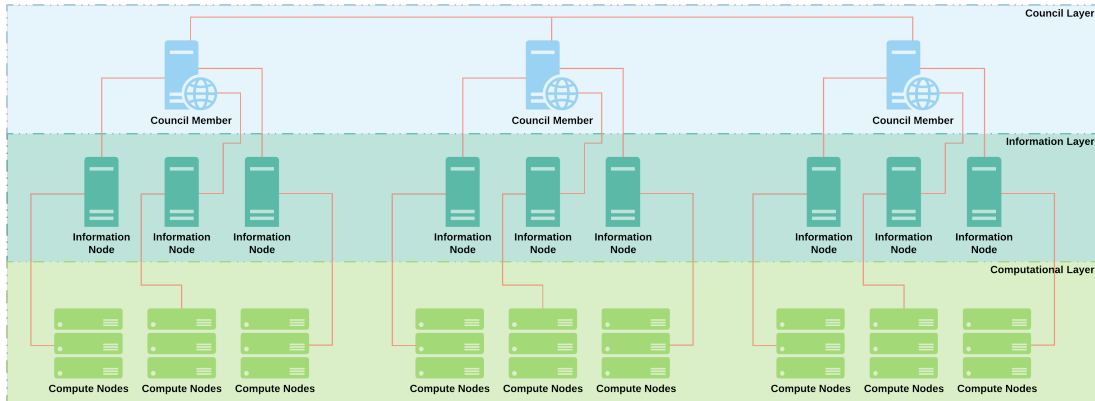 Council Layer
Council Member
Council Member
Council Member
Information Layer
Information
Node
Information
Node
Information
Node
Information
Node
Information
Node
Information
Node
Information
Node
Information
Node
Information
Node
Computational Layer
Compute Nodes
Compute Nodes
Compute Nodes
Compute Nodes
Compute Nodes
Compute Nodes
Compute Nodes
Compute Nodes
Compute Nodes